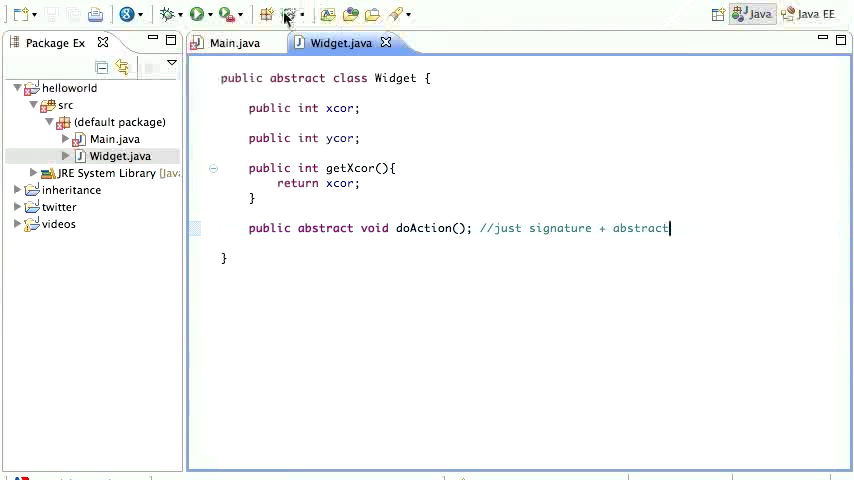 Java
Java EE
Package Ex
Main.java
Widget.java
helloworld
src
(default package)
Main.java
Widget.java
JRE System Library [Java
inheritance
twitter
videos
public abstract class Widget {
public int xcor;
public int ycor;
public int getXcor(){
return xcor;
}
public abstract void doAction(); //just signature + abstract
}